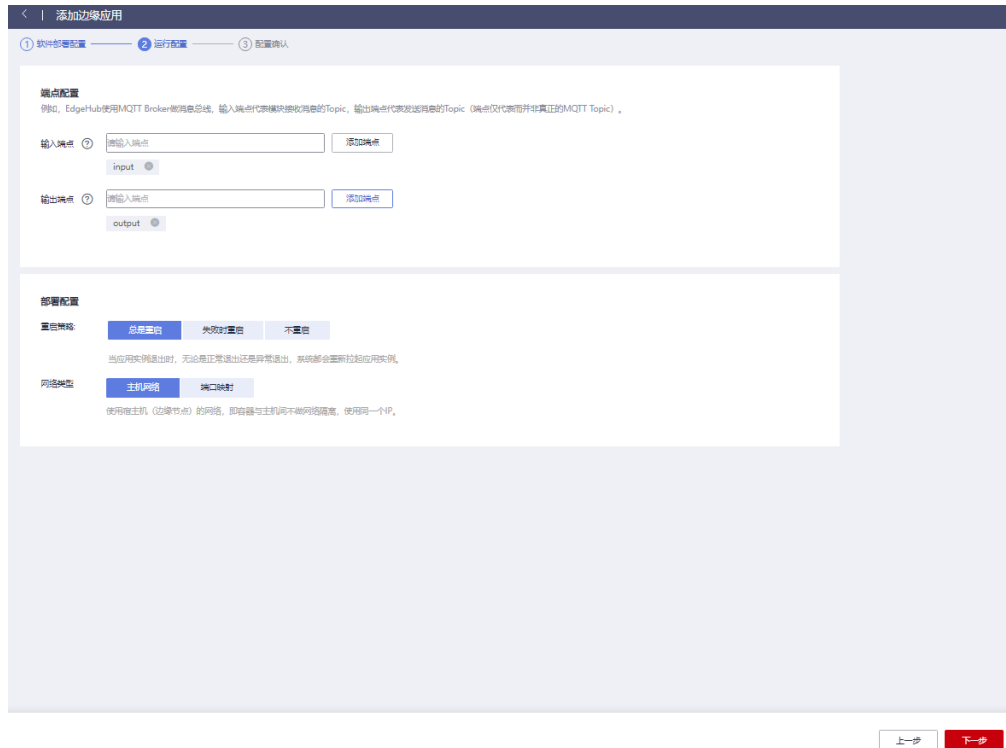 添加边缘应用
1 软件部署配置 2 运行配置 3 配置确认
端点配置
例如，EdgeHub使用MQTT Broker做消息总线，输入端点代表模块接收消息的Topic，输出端点代表发送消息的Topic（端点仅代表而并非真正的MQTT Topic）。
输入端点 ? 请输入端点 添加端点
input
输出端点 ? 请输入端点 添加端点
output
部署配置
重启策略: 总是重启 失败时重启 不重启
当应用实例退出时，无论是正常退出还是异常退出，系统都会重新拉起应用实例。
网络类型 主机网络 端口映射
使用宿主机（边缘节点）的网络，即容器与主机间不做网络隔离，使用同一个IP。
上一步 下一步